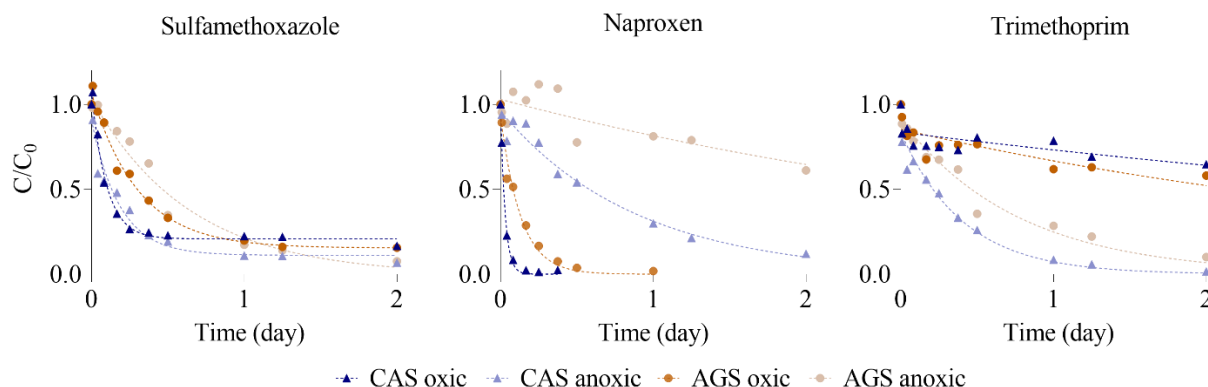 Sulfamethoxazole
Naproxen
Trimethoprim
C/C0
1.0
0.5
0.0
0 1 2
Time (day)
1.0
0.5
0.0
0 1 2
Time (day)
1.0
0.5
0.0
0 1 2
Time (day)
CAS oxic CAS anoxic AGS oxic AGS anoxic